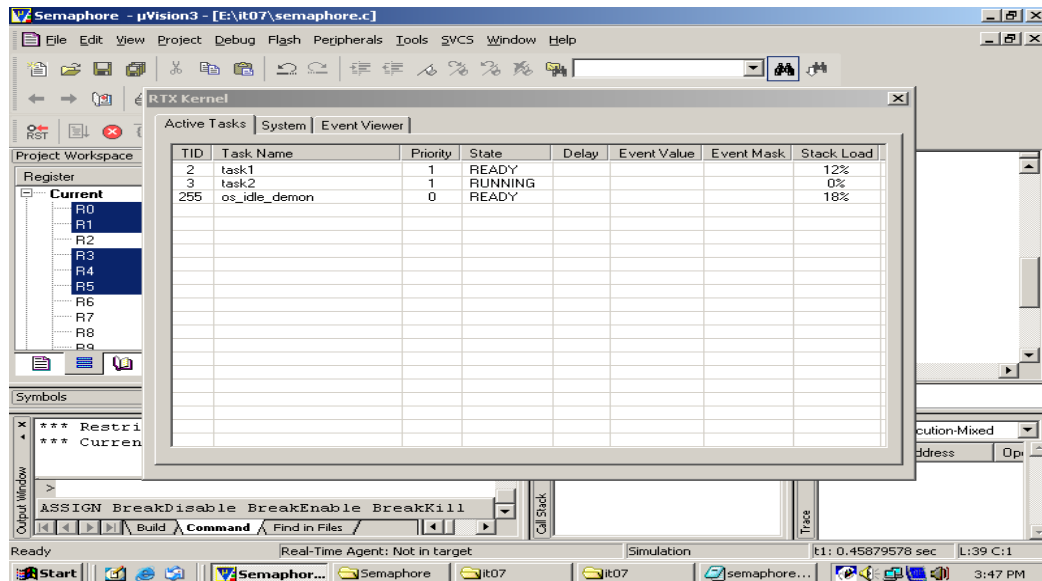 Semaphore - µVision3 - [E:\it07\semaphore.c]
File Edit View Project Debug Flash Peripherals Tools SVCS Window Help
RTX Kernel
RST
Active Tasks System Event Viewer
Project Workspace
TID Task Name Priority State Delay Event Value Event Mask Stack Load
2 task1 1 READY 12%
3 task2 1 RUNNING 0%
255 os_idle_demon 0 READY 18%
Register
Current
R0
R1
R2
R3
R4
R5
R6
R7
R8
R9
Symbols
*** Restri
*** Curren
cution-Mixed
ddress Op
>
ASSIGN BreakDisable BreakEnable BreakKill
Build Command Find in Files
Output Window
Call Stack
Trace
Ready Real-Time Agent: Not in target Simulation t1: 0.45879578 sec L:39 C:1
Start Semaphor... Semaphore it07 it07 semaphore... 3:47 PM